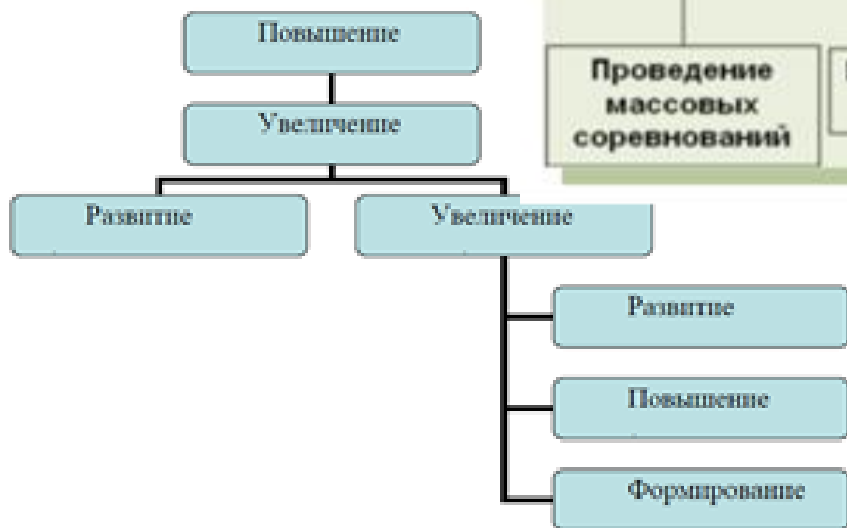 Повышение
Проведение
массовых
соревнований
Увеличение
Развитие
Увеличение
Развитие
Повышение
Формирование